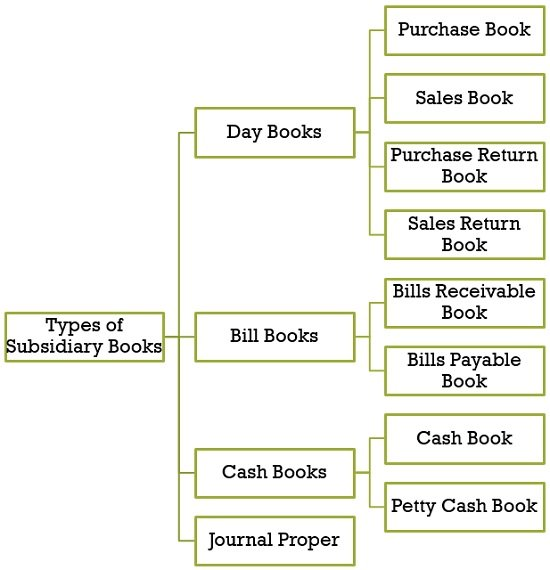 Purchase Book
Sales Book
Day Books
Purchase Return
Book
Sales Return
Book
Bills Receivable
Book
Types of
Subsidiary Books
Bill Books
Bills Payable
Book
Cash Book
Cash Books
Petty Cash Book
Journal Proper